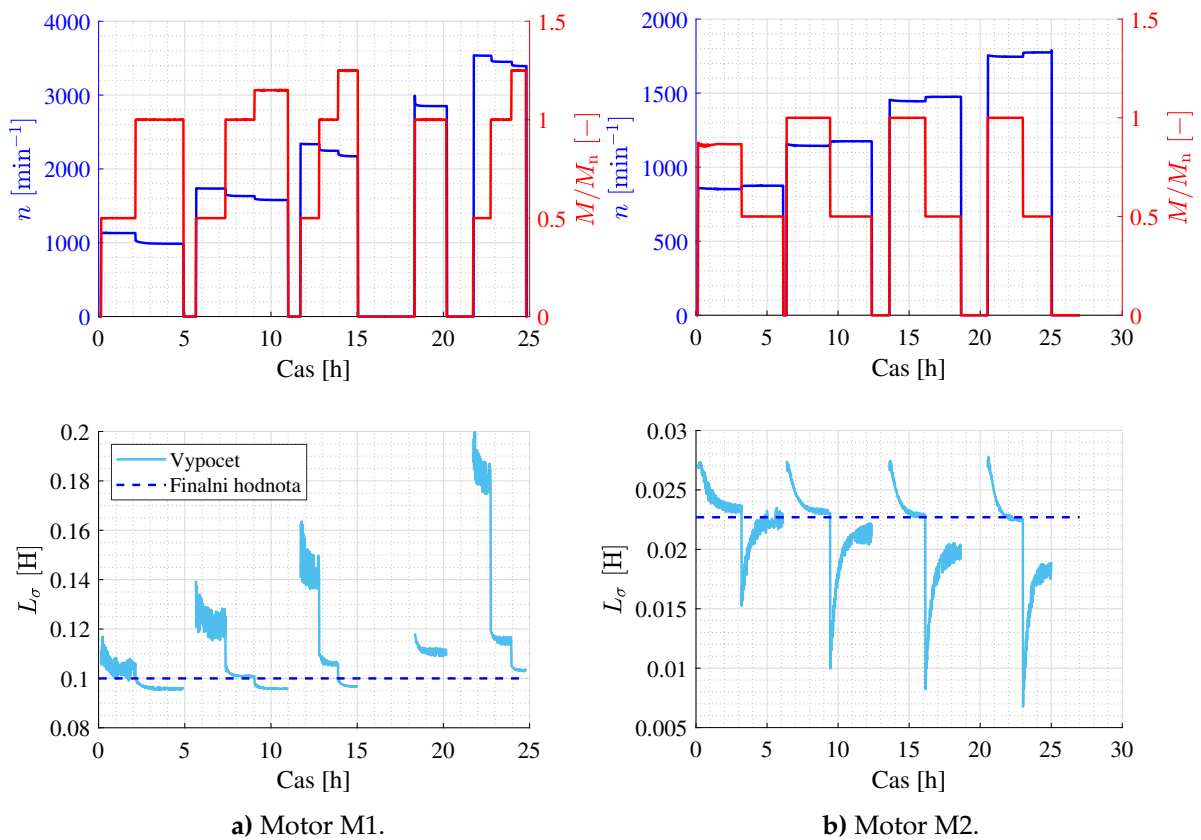 4000
3000
2000
1000
0
n [min⁻¹]
1.5
1
0.5
0
M/Mₙ [−]
0 5 10 15 20 25
Cas [h]
2000
1500
1000
500
0
n [min⁻¹]
1.5
1
0.5
0
M/Mₙ [−]
0 5 10 15 20 25 30
Cas [h]
0.2
0.18
0.16
0.14
0.12
0.1
0.08
L_σ [H]
Vypocet
Finalni hodnota
0 5 10 15 20 25
Cas [h]
0.03
0.025
0.02
0.015
0.01
0.005
L_σ [H]
0 5 10 15 20 25 30
Cas [h]
a) Motor M1.
b) Motor M2.